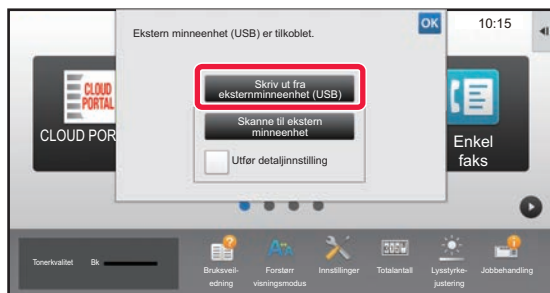 Ekstern minneenhet (USB) er tilkoblet.
OK
10:15
Skriv ut fra
eksternminneenhet (USB)
Skanne til ekstern
minneenhet
Utfør detaljinnstilling
CLOUD
PORTAL
CLOUD POR
Enkel
faks
Tonerkvalitet Bk
Bruksveil-
edning
Forstørr
visningsmodus
Innstillinger
Totalantall
Lysstyrke-
justering
Jobbehandling